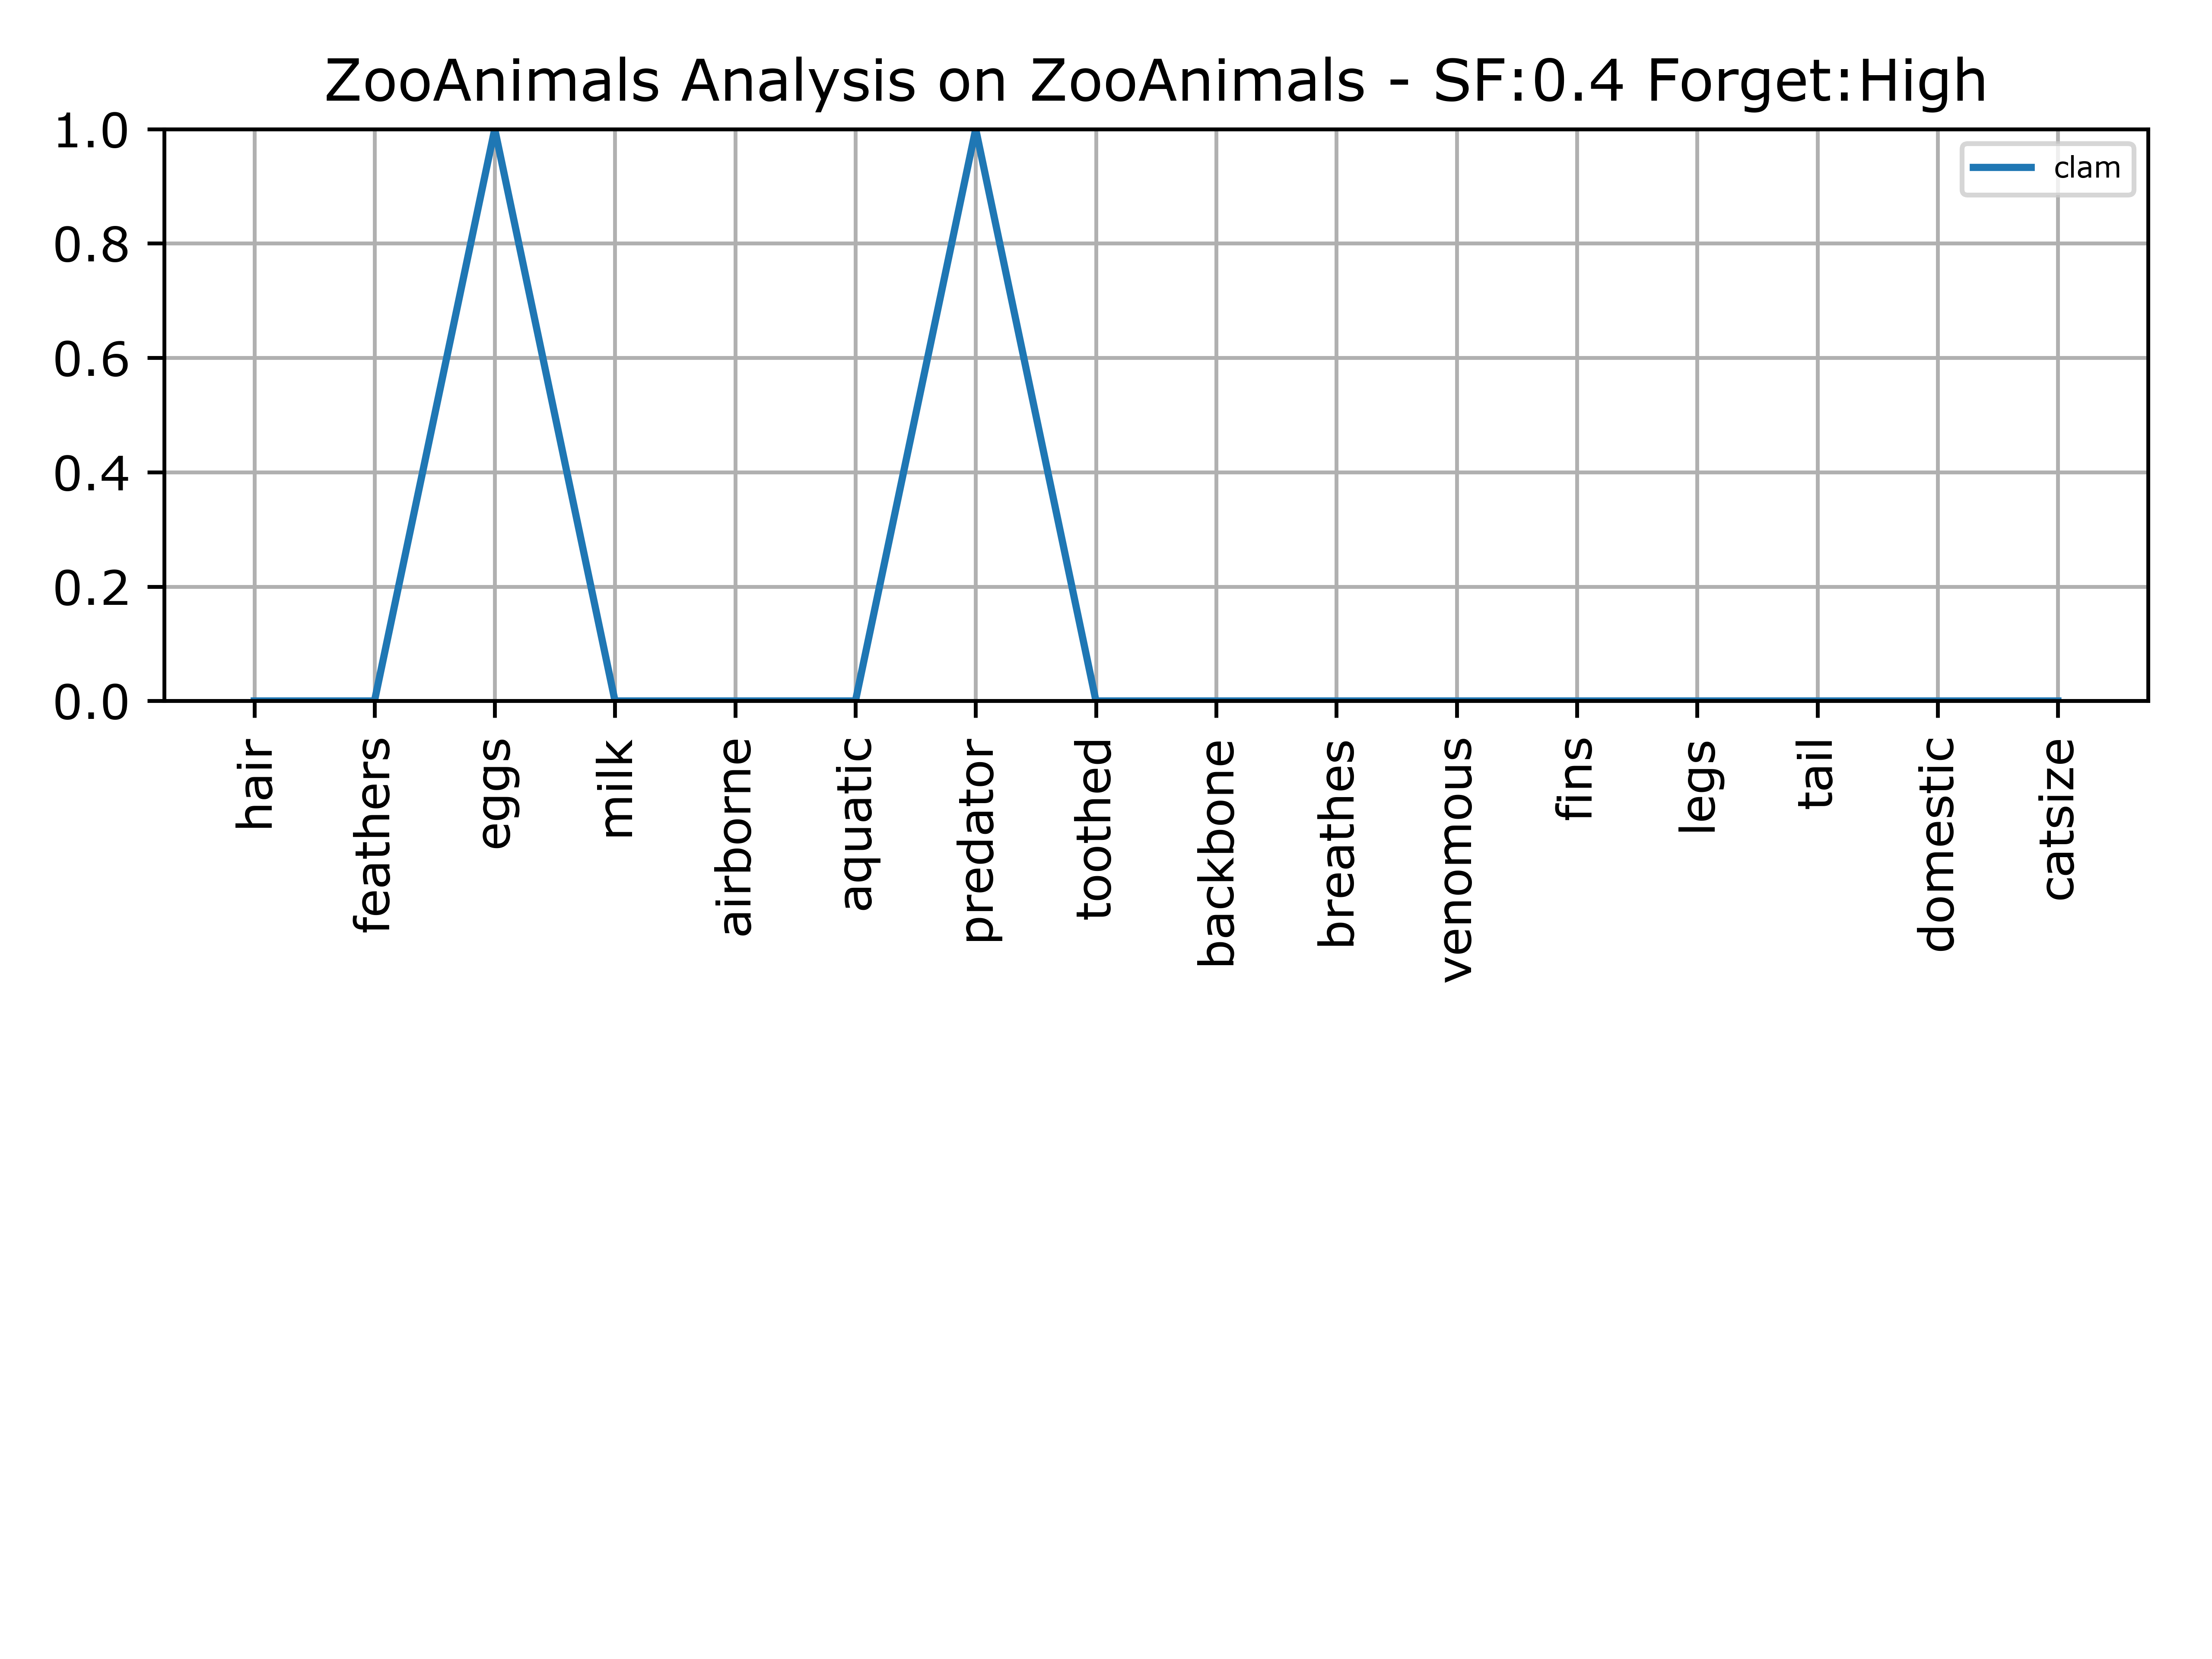 ZooAnimals Analysis on ZooAnimals - SF:0.4 Forget:High
1.0
0.8
0.6
0.4
0.2
0.0
clam
hair
feathers
eggs
milk
airborne
aquatic
predator
toothed
backbone
breathes
venomous
fins
legs
tail
domestic
catsize